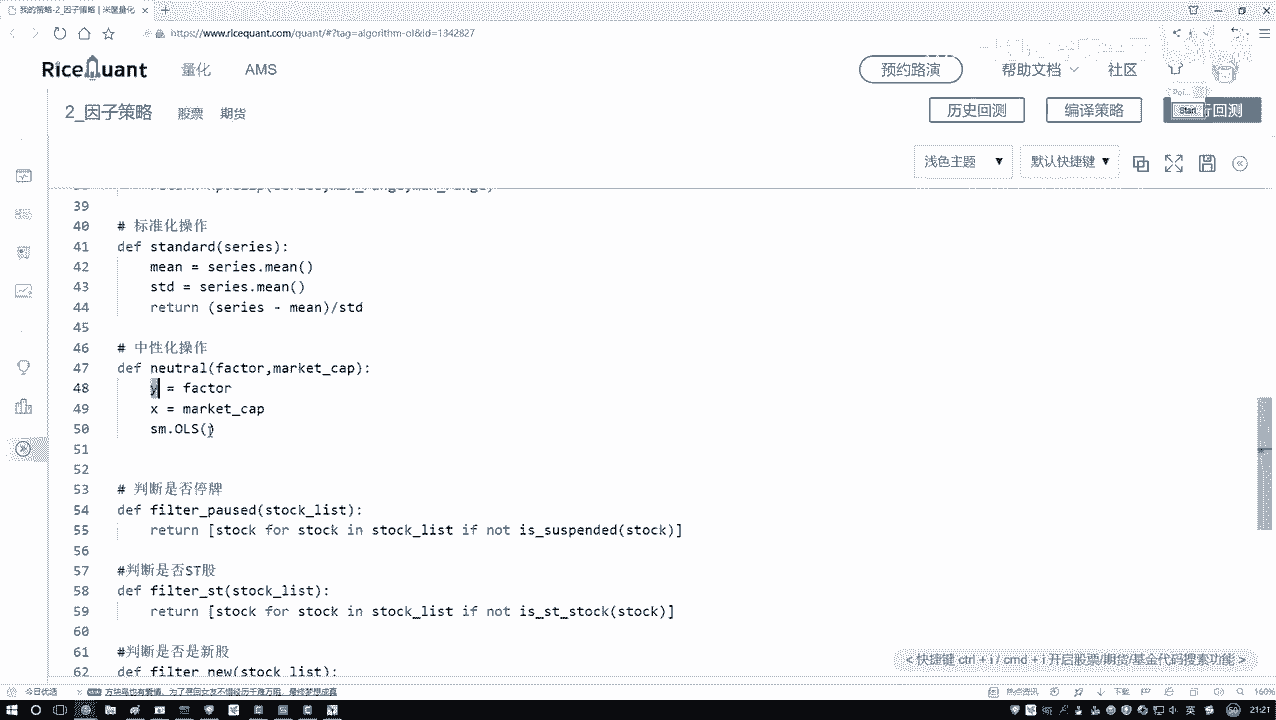 我的策略-2_因子策略 | 米筐量化
https://www.ricequant.com/quant/#?tag=algorithm-ol&id=1342827
RiceQuant 量化 AMS 预约路演 帮助文档 社区
2_因子策略 股票 期货 历史回测 编译策略 回测
Start
浅色主题 默认快捷键
39
40 # 标准化操作
41 def standard(series):
42 mean = series.mean()
43 std = series.mean()
44 return (series - mean)/std
45
46 # 中性化操作
47 def neutral(factor,market_cap):
48 y = factor
49 x = market_cap
50 sm.OLS()
51
52
53 # 判断是否停牌
54 def filter_paused(stock_list):
55 return [stock for stock in stock_list if not is_suspended(stock)]
56
57 #判断是否ST股
58 def filter_st(stock_list):
59 return [stock for stock in stock_list if not is_st_stock(stock)]
60
61 #判断是否是新股
62 def filter_new(stock_list):
<快捷键 ctrl + i / cmd + i 开启股票/期货/基金代码搜索功能 >
今日优选 热点资讯 下载 160%
英 21:21